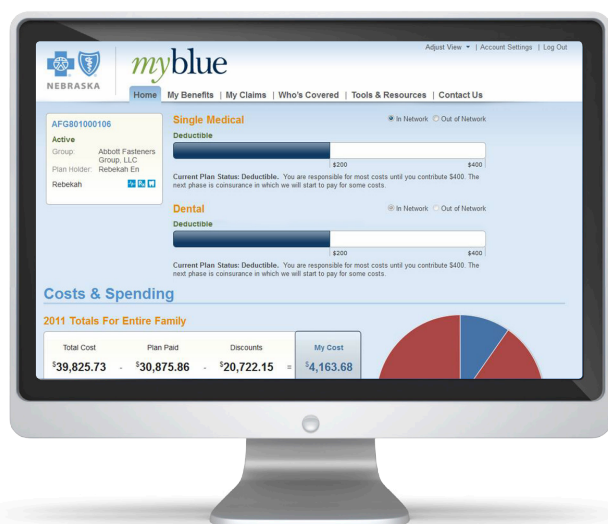 Adjust View | Account Settings | Log Out
myblue
NEBRASKA
Home My Benefits | My Claims | Who's Covered | Tools & Resources | Contact Us
AFG801000106
Active
Group: Abbott Fasteners
Group, LLC
Plan Holder: Rebekah En
Rebekah
Single Medical
In Network Out of Network
Deductible
$200 $400
Current Plan Status: Deductible. You are responsible for most costs until you contribute $400. The
next phase is coinsurance in which we will start to pay for some costs.
Dental
In Network Out of Network
Deductible
$200 $400
Current Plan Status: Deductible. You are responsible for most costs until you contribute $400. The
next phase is coinsurance in which we will start to pay for some costs.
Costs & Spending
2011 Totals For Entire Family
Total Cost Plan Paid Discounts My Cost
$39,825.73 - $30,875.86 - $20,722.15 = $4,163.68